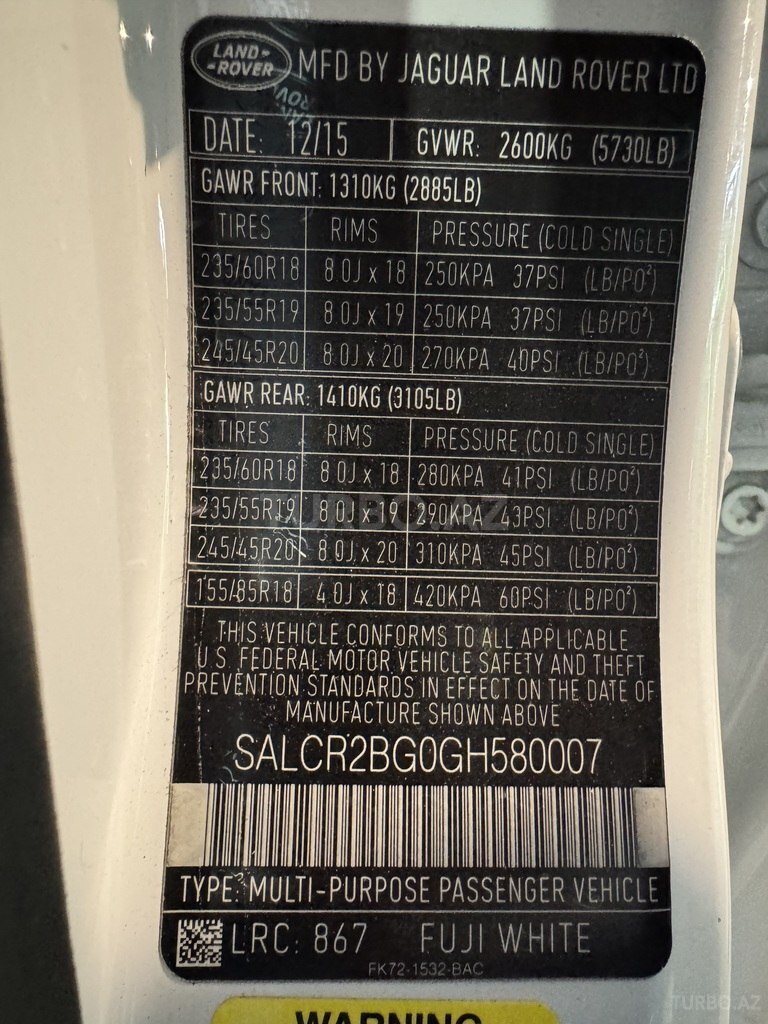 LAND-
-ROVER
MFD BY JAGUAR LAND ROVER LTD
DATE: 12/15 GVWR: 2600KG (5730LB)
GAWR FRONT: 1310KG (2885LB)
TIRES RIMS PRESSURE (COLD SINGLE)
235/60R18 8.0J x 18 250KPA 37PSI (LB/PO²)
235/55R19 8.0J x 19 250KPA 37PSI (LB/PO²)
245/45R20 8.0J x 20 270KPA 40PSI (LB/PO²)
GAWR REAR: 1410KG (3105LB)
TIRES RIMS PRESSURE (COLD SINGLE)
235/60R18 8.0J x 18 280KPA 41PSI (LB/PO²)
235/55R19 8.0J x 19 290KPA 43PSI (LB/PO²)
TURBO.AZ
245/45R20 8.0J x 20 310KPA 45PSI (LB/PO²)
155/85R18 4.0J x 18 420KPA 60PSI (LB/PO²)
THIS VEHICLE CONFORMS TO ALL APPLICABLE
U.S. FEDERAL MOTOR VEHICLE SAFETY AND THEFT
PREVENTION STANDARDS IN EFFECT ON THE DATE OF
MANUFACTURE SHOWN ABOVE
SALCR2BG0GH580007
TYPE: MULTI-PURPOSE PASSENGER VEHICLE
LRC: 867 FUJI WHITE
FK72-1532-BAC
WARNING
TURBO.AZ